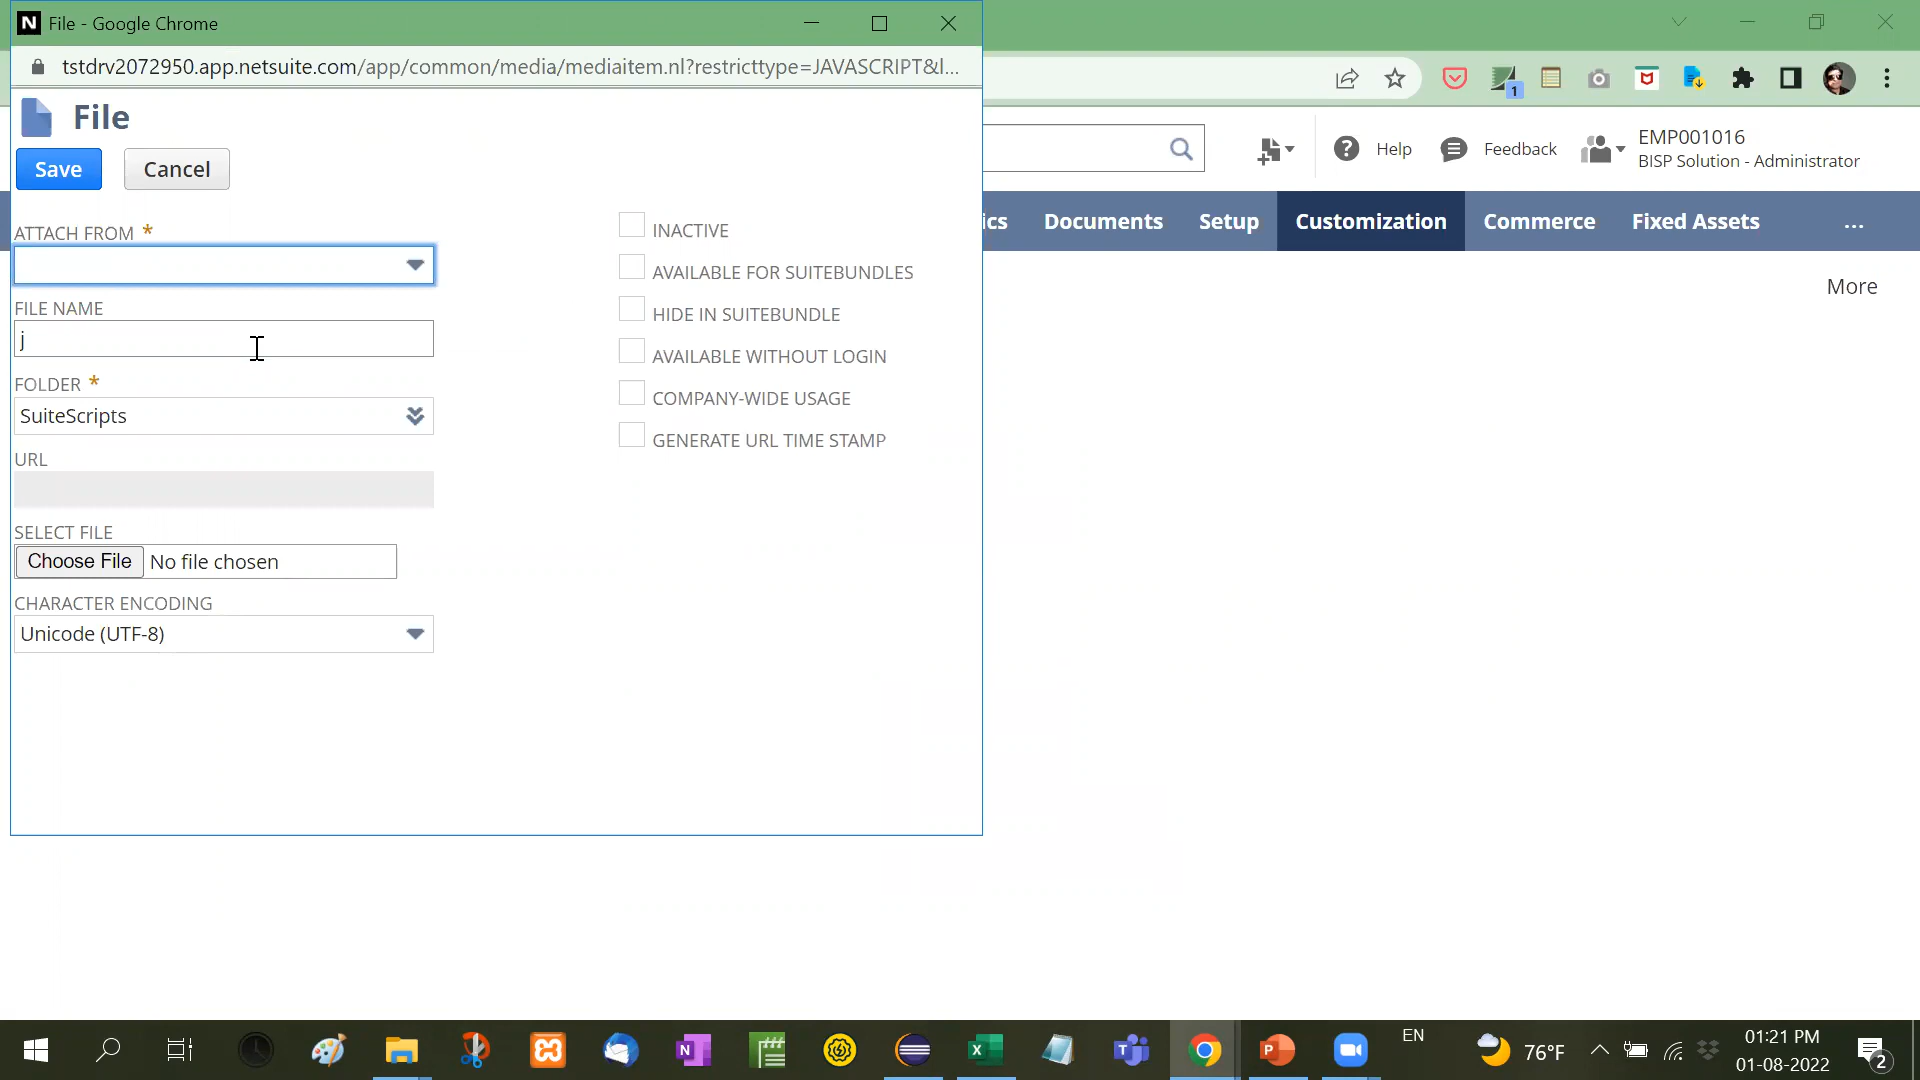 N File - Google Chrome
tstdrv2072950.app.netsuite.com/app/common/media/mediaitem.nl?restricttype=JAVASCRIPT&l...
1
File
Save
Cancel
Help
Feedback
EMP001016
BISP Solution - Administrator
ics
Documents
Setup
Customization
Commerce
Fixed Assets
...
More
ATTACH FROM *
FILE NAME
j
FOLDER *
SuiteScripts
URL
SELECT FILE
Choose File
No file chosen
CHARACTER ENCODING
Unicode (UTF-8)
INACTIVE
AVAILABLE FOR SUITEBUNDLES
HIDE IN SUITEBUNDLE
AVAILABLE WITHOUT LOGIN
COMPANY-WIDE USAGE
GENERATE URL TIME STAMP
EN
76°F
01:21 PM
01-08-2022
2